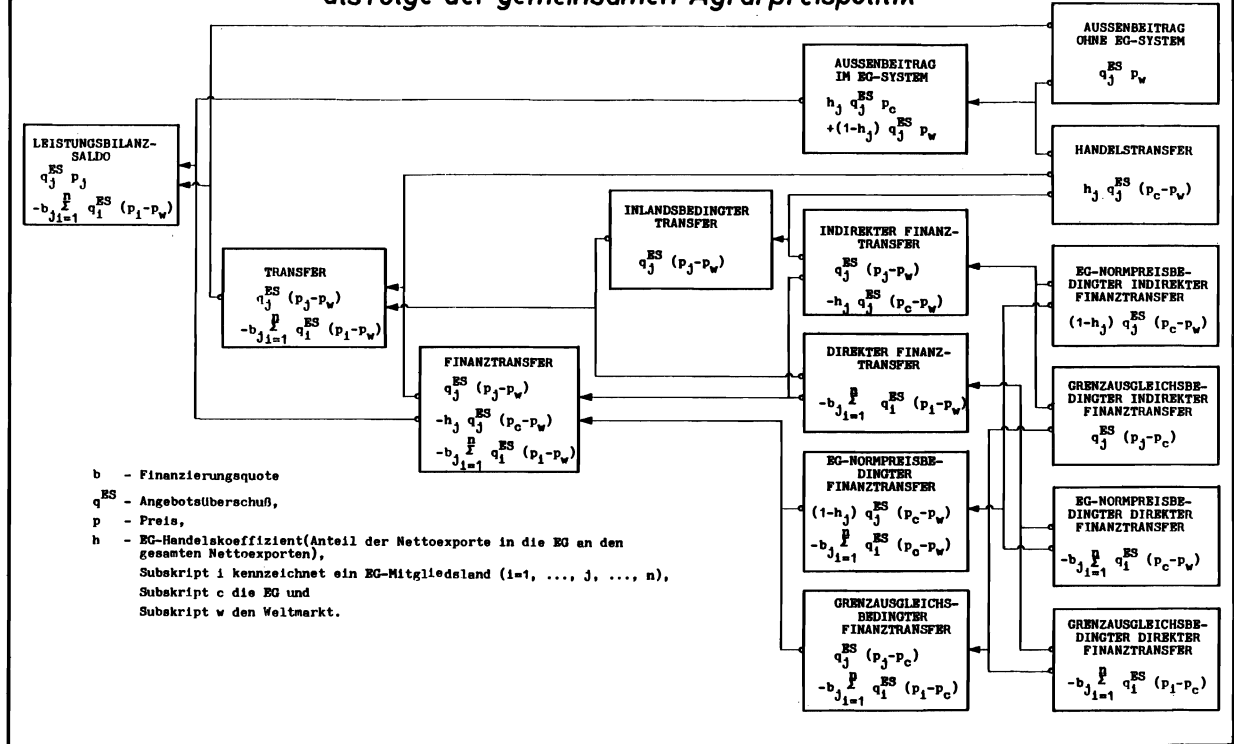 als Folge der gemeinsamen Agrarpreispolitik
LEISTUNGSBILANZ-
SALDO
q_j^ES p_j
-b_j Σ_{i=1}^n q_i^ES (p_i-p_w)
TRANSFER
q_j^ES (p_j-p_w)
-b_j Σ_{i=1}^n q_i^ES (p_i-p_w)
FINANZTRANSFER
q_j^ES (p_j-p_w)
-h_j q_j^ES (p_c-p_w)
-b_j Σ_{i=1}^n q_i^ES (p_i-p_w)
INLANDSBEDINGTER
TRANSFER
q_j^ES (p_j-p_w)
AUSSENBEITRAG
IM EG-SYSTEM
h_j q_j^ES p_c
+(1-h_j) q_j^ES p_w
INDIREKTER FINANZ-
TRANSFER
q_j^ES (p_j-p_w)
-h_j q_j^ES (p_c-p_w)
DIREKTER FINANZ-
TRANSFER
-b_j Σ_{i=1}^n q_i^ES (p_i-p_w)
EG-NORMPREISBE-
DINGTER
FINANZTRANSFER
(1-h_j) q_j^ES (p_c-p_w)
-b_j Σ_{i=1}^n q_i^ES (p_c-p_w)
GRENZAUSGLEICHS-
BEDINGTER
FINANZTRANSFER
q_j^ES (p_j-p_c)
-b_j Σ_{i=1}^n q_i^ES (p_i-p_c)
AUSSENBEITRAG
OHNE EG-SYSTEM
q_j^ES p_w
HANDELSTRANSFER
h_j q_j^ES (p_c-p_w)
EG-NORMPREISBE-
DINGTER INDIREKTER
FINANZTRANSFER
(1-h_j) q_j^ES (p_c-p_w)
GRENZAUSGLEICHSBE-
DINGTER INDIREKTER
FINANZTRANSFER
q_j^ES (p_j-p_c)
EG-NORMPREISBE-
DINGTER DIREKTER
FINANZTRANSFER
-b_j Σ_{i=1}^n q_i^ES (p_c-p_w)
GRENZAUSGLEICHSBE-
DINGTER DIREKTER
FINANZTRANSFER
-b_j Σ_{i=1}^n q_i^ES (p_i-p_c)
b - Finanzierungsquote
q^ES - Angebotsüberschuß,
p - Preis,
h - EG-Handelskoeffizient(Anteil der Nettoexporte in die EG an den
gesamten Nettoexporten),
Subskript i kennzeichnet ein EG-Mitgliedsland (i=1, ..., j, ..., n),
Subskript c die EG und
Subskript w den Weltmarkt.